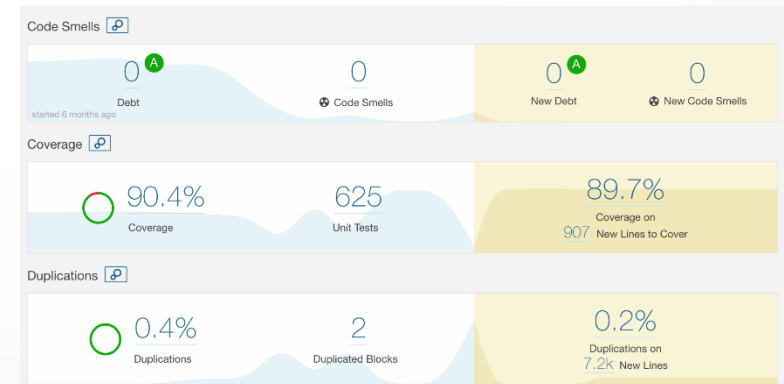 Code Smells
0 A
0
0 A
0
Debt
Code Smells
New Debt
New Code Smells
started 6 months ago
Coverage
90.4%
625
89.7%
Coverage
Unit Tests
Coverage on
907 New Lines to Cover
Duplications
0.4%
2
0.2%
Duplications
Duplicated Blocks
Duplications on
7.2k New Lines